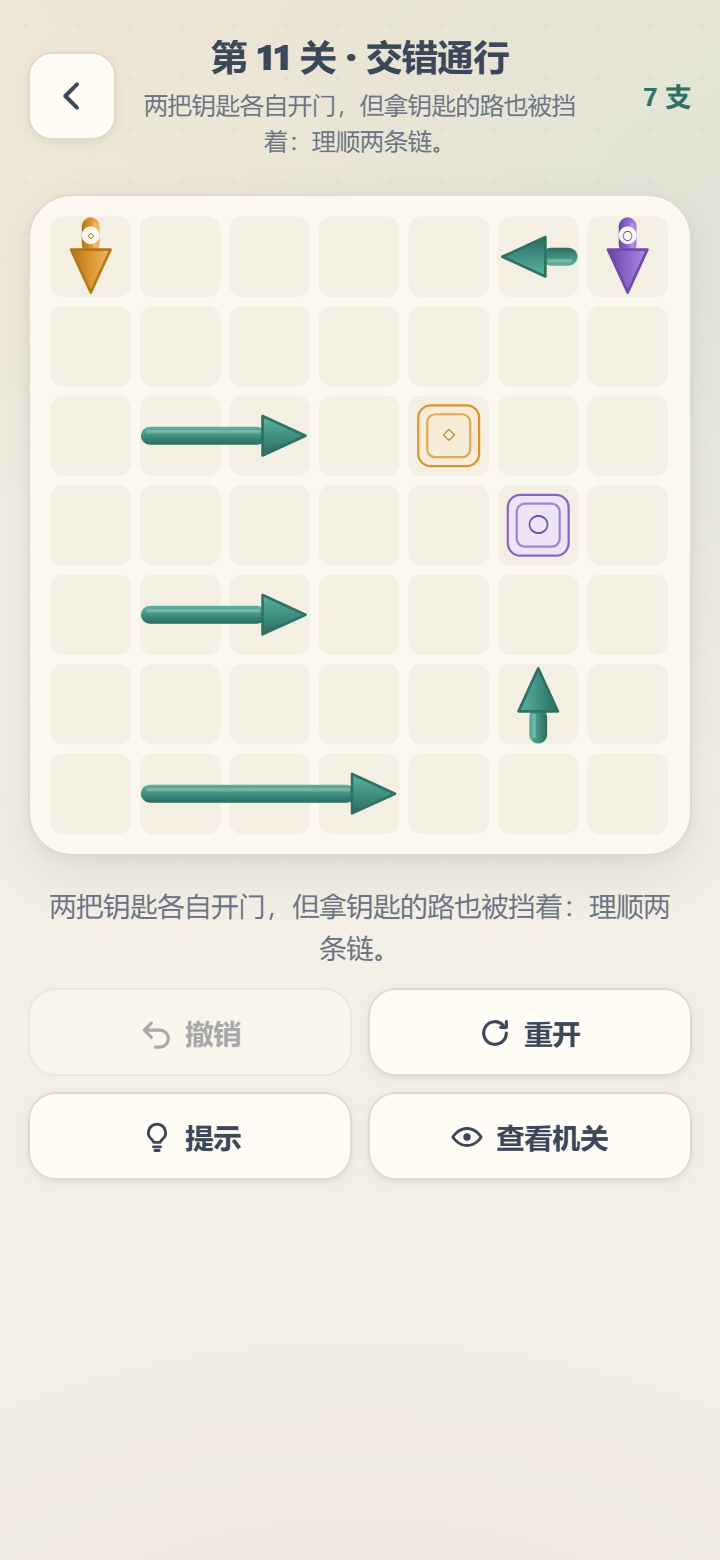 第 11 关 · 交错通行
两把钥匙各自开门，但拿钥匙的路也被挡
着：理顺两条链。
7 支
两把钥匙各自开门，但拿钥匙的路也被挡着：理顺两
条链。
撤销
重开
提示
查看机关